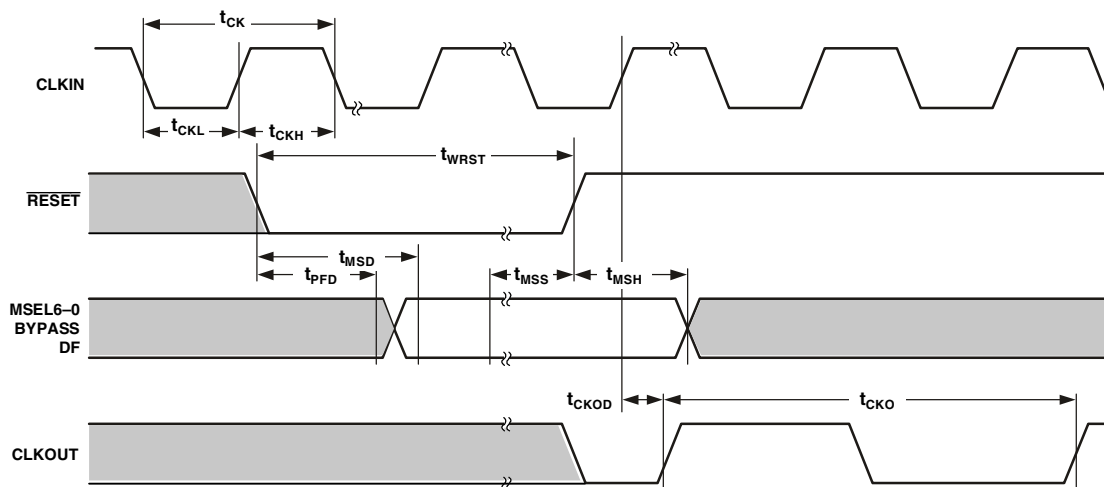 tCK
CLKIN
tCKL
tCKH
tWRST
RESET
tMSD
tPFD
tMSS
tMSH
MSEL6–0
BYPASS
DF
tCKOD
tCKO
CLKOUT